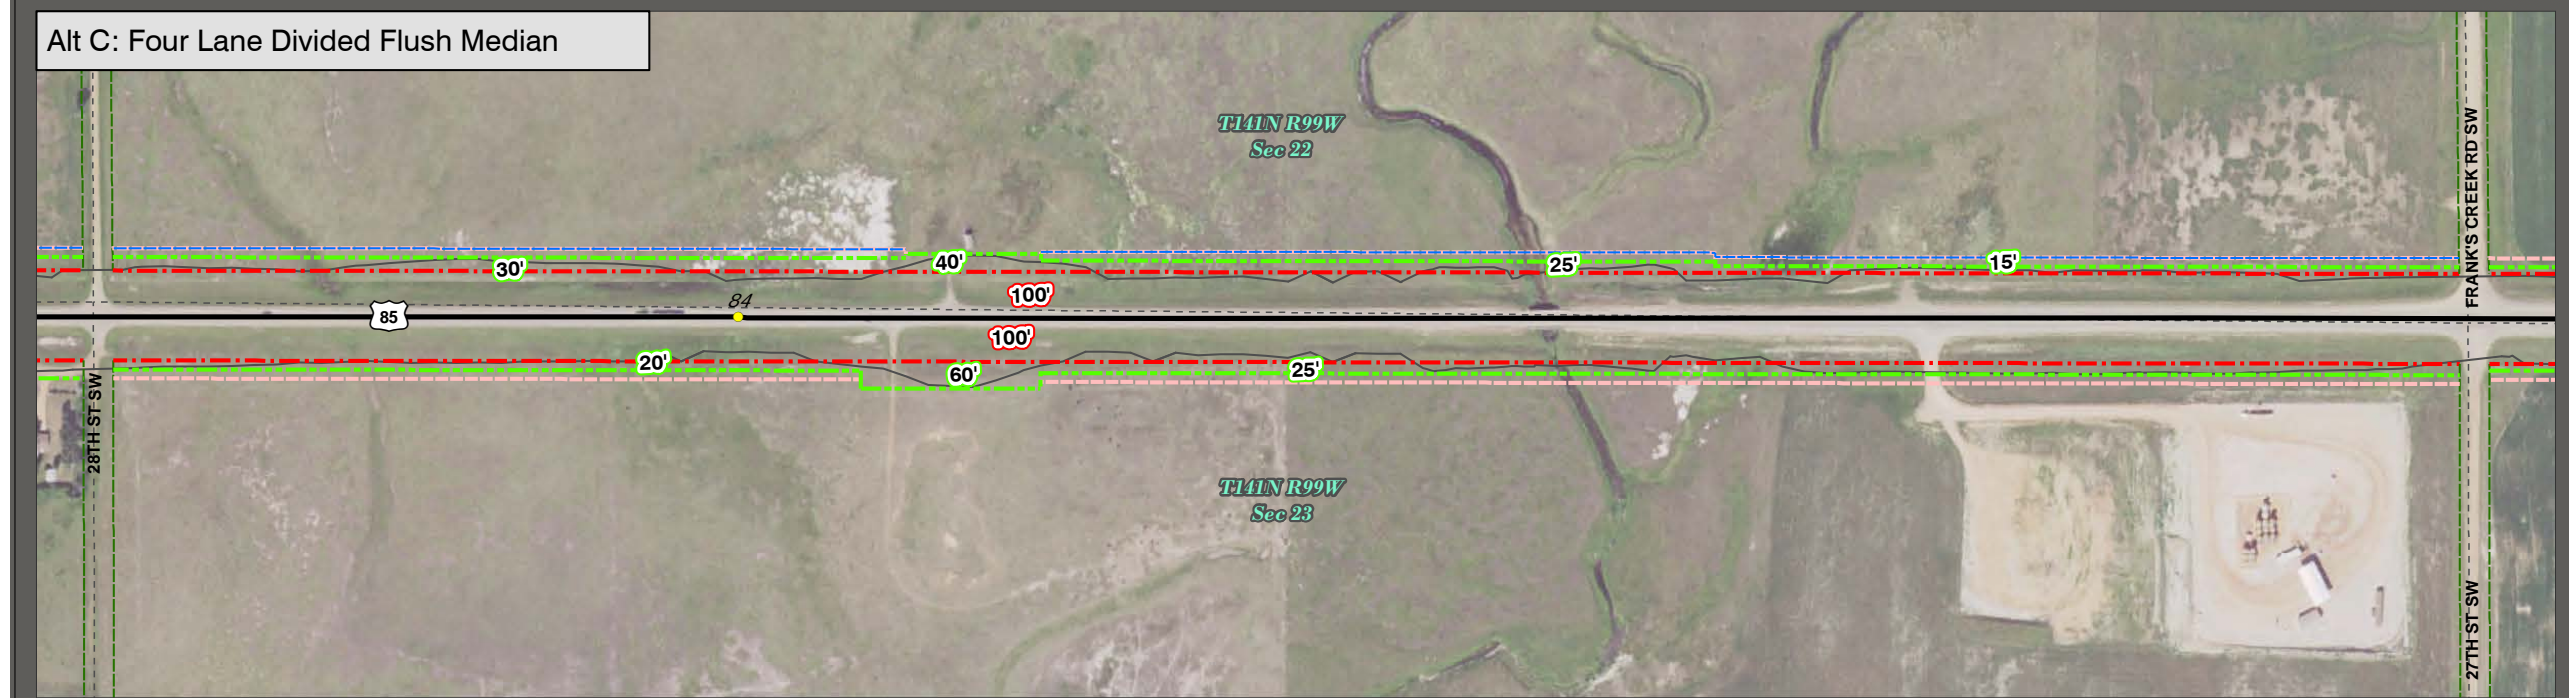 Alt C: Four Lane Divided Flush Median
T141N R99W
Sec 22
FRANK'S CREEK RD SW
30'
40'
25'
15'
84
100'
85
100'
20'
60'
25'
28TH ST SW
T141N R99W
Sec 23
27TH ST SW